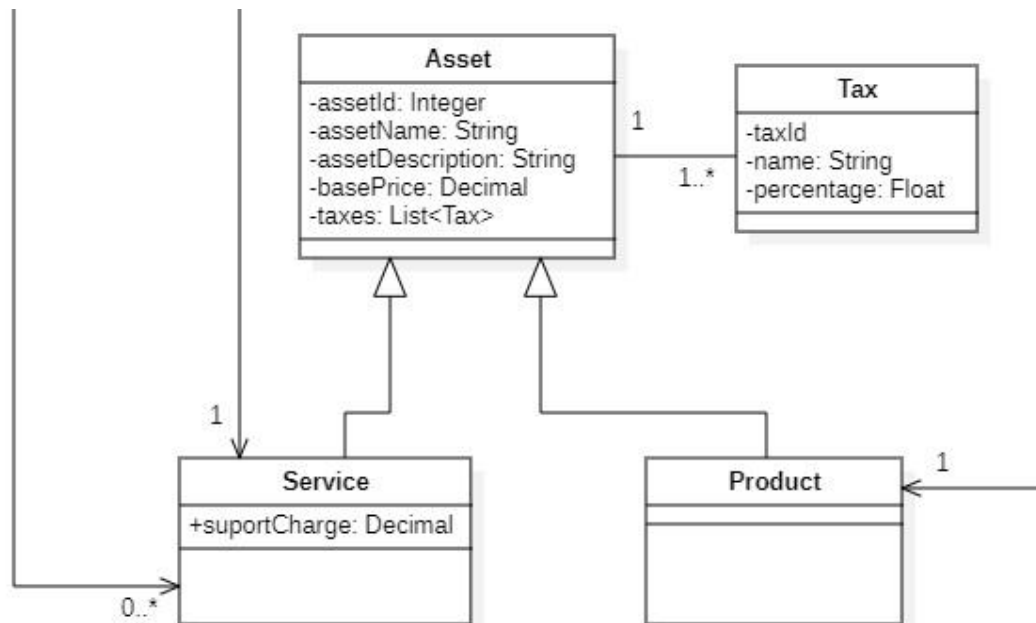 Asset
-assetId: Integer
-assetName: String
-assetDescription: String
-basePrice: Decimal
-taxes: List<Tax>
1
1..*
Tax
-taxId
-name: String
-percentage: Float
1
Service
+suportCharge: Decimal
0..*
Product
1